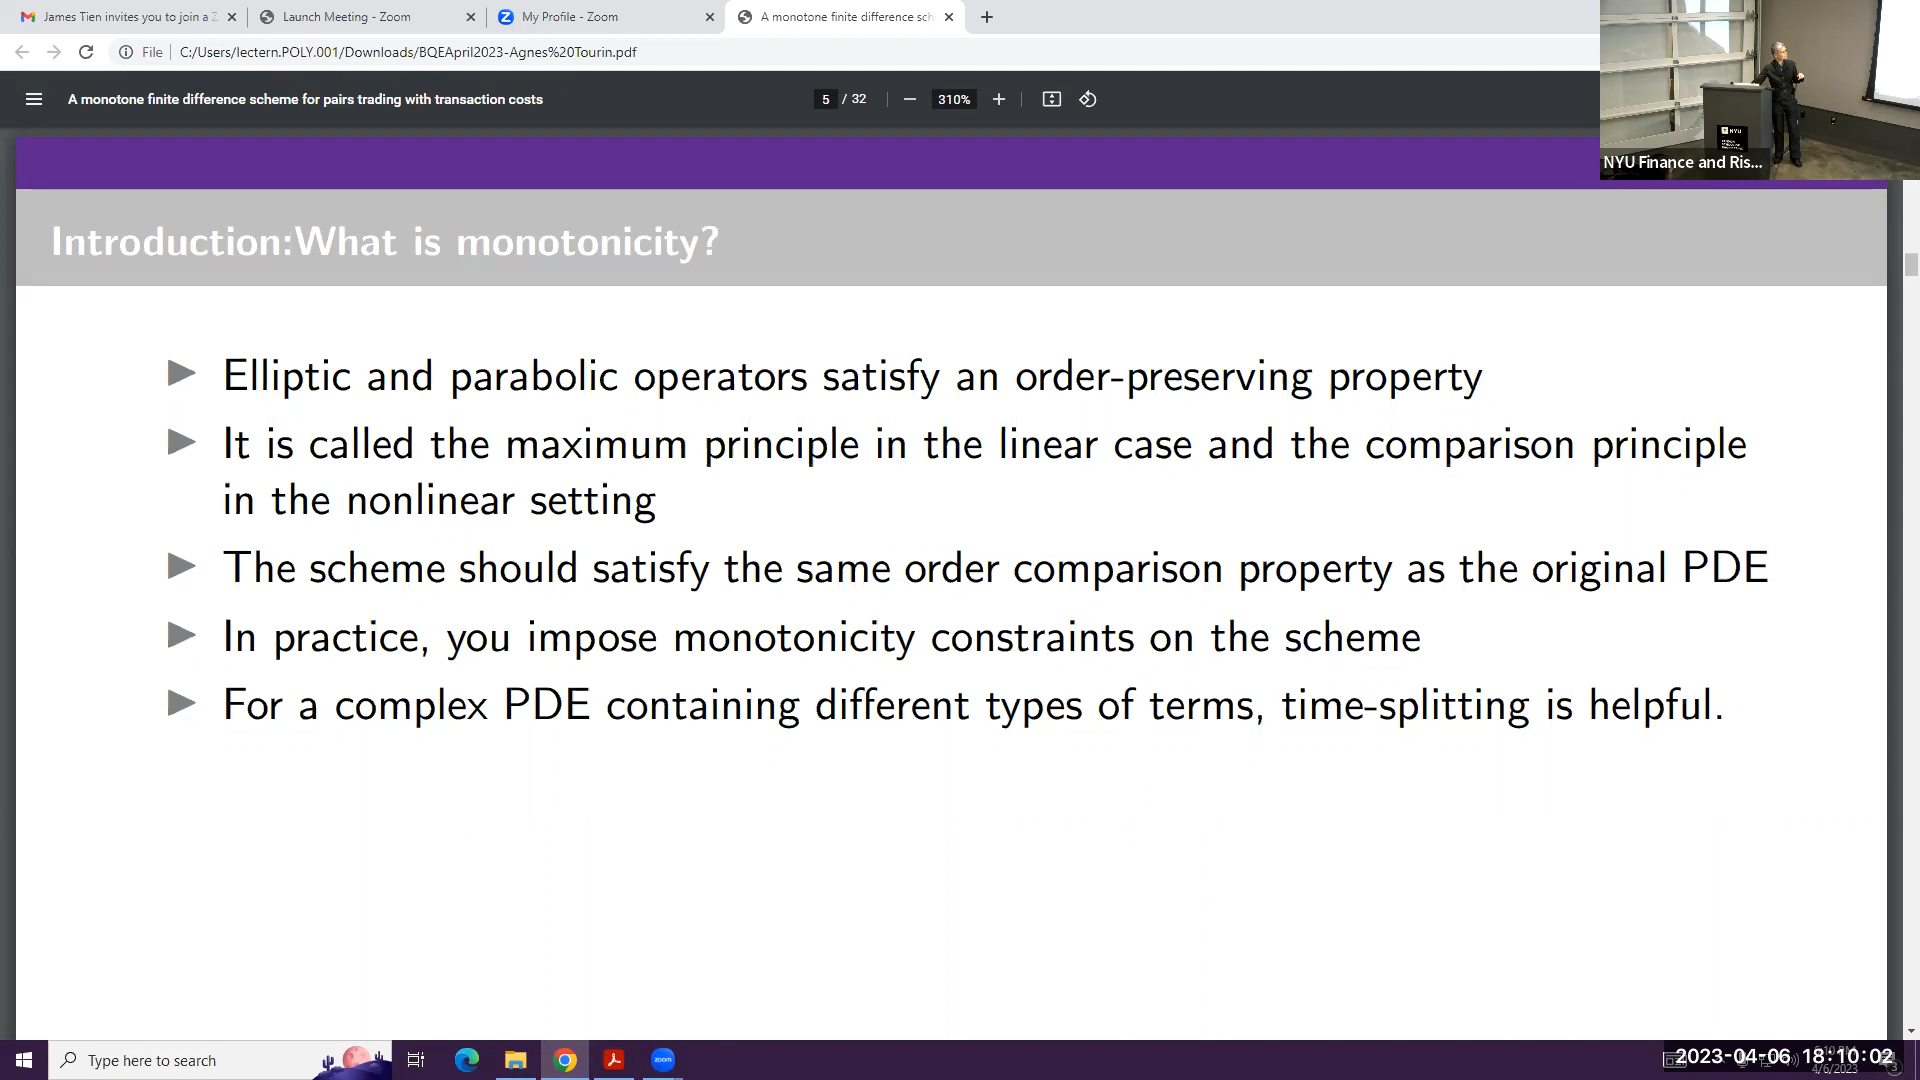 James Tien invites you to join a Z
Launch Meeting - Zoom
My Profile - Zoom
A monotone finite difference sch
File
C:/Users/lectern.POLY.001/Downloads/BQEApril2023-Agnes%20Tourin.pdf
A monotone finite difference scheme for pairs trading with transaction costs
5 / 32
310%
NYU
NYU Finance and Ris...
Introduction:What is monotonicity?
Elliptic and parabolic operators satisfy an order-preserving property
It is called the maximum principle in the linear case and the comparison principle
in the nonlinear setting
The scheme should satisfy the same order comparison property as the original PDE
In practice, you impose monotonicity constraints on the scheme
For a complex PDE containing different types of terms, time-splitting is helpful.
Type here to search
zoom
2023-04-06 18:10:02
4/6/2023
3